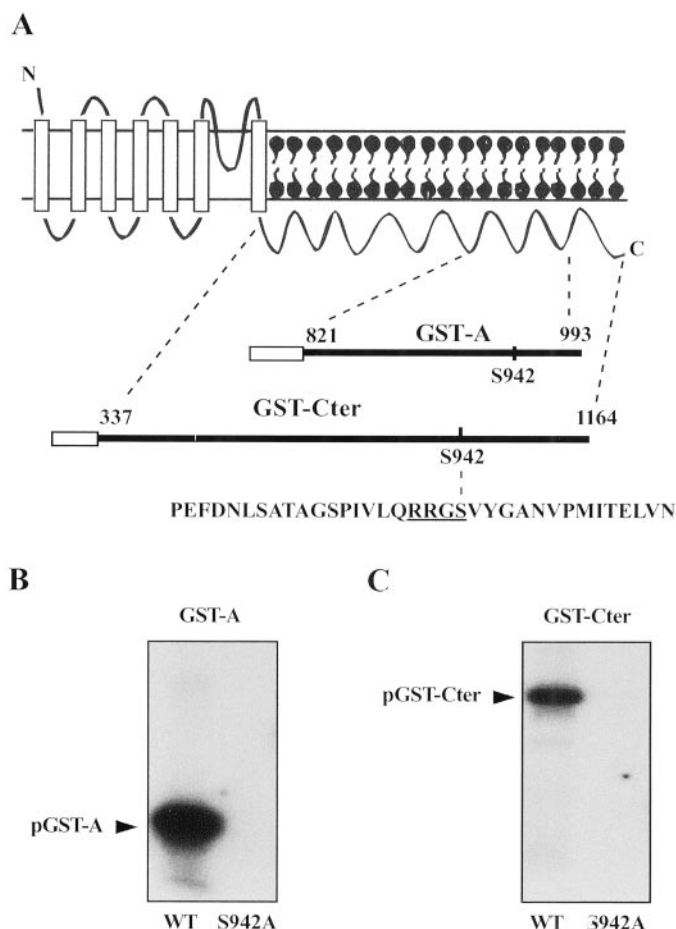 A
N
C
821 GST-A 993
S942
337 GST-Cter 1164
S942
PEFDNLSATAGSPIVLQRRGSVYGANVPMITELVN
B
GST-A
pGST-A
WT S942A
C
GST-Cter
pGST-Cter
WT S942A